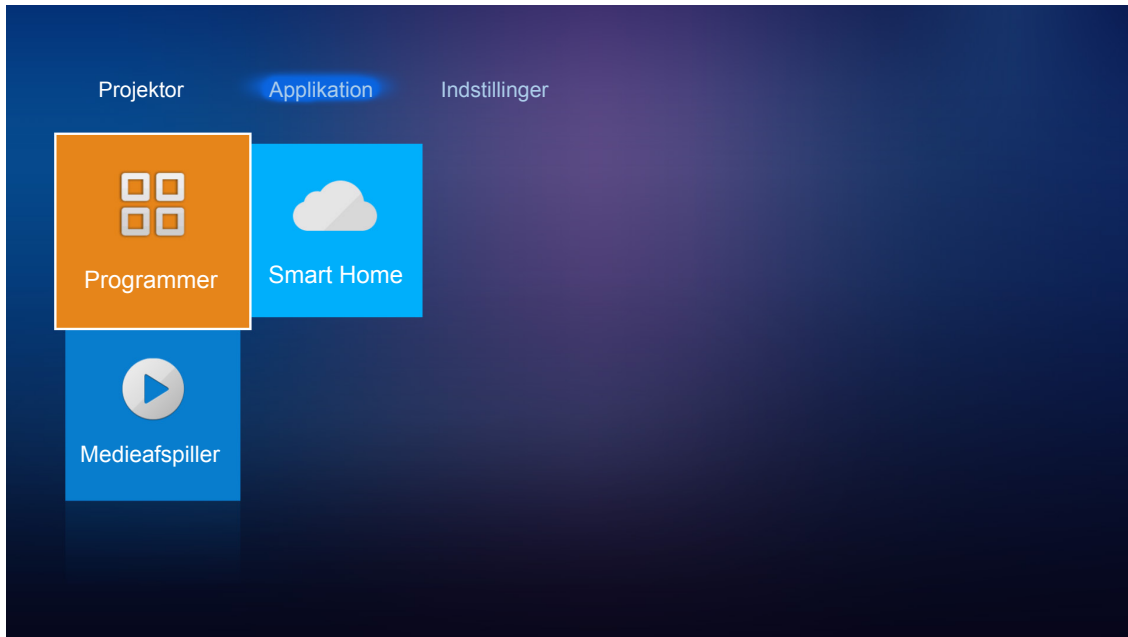 Projektor
Applikation
Indstillinger
Programmer
Smart Home
Medieafspiller